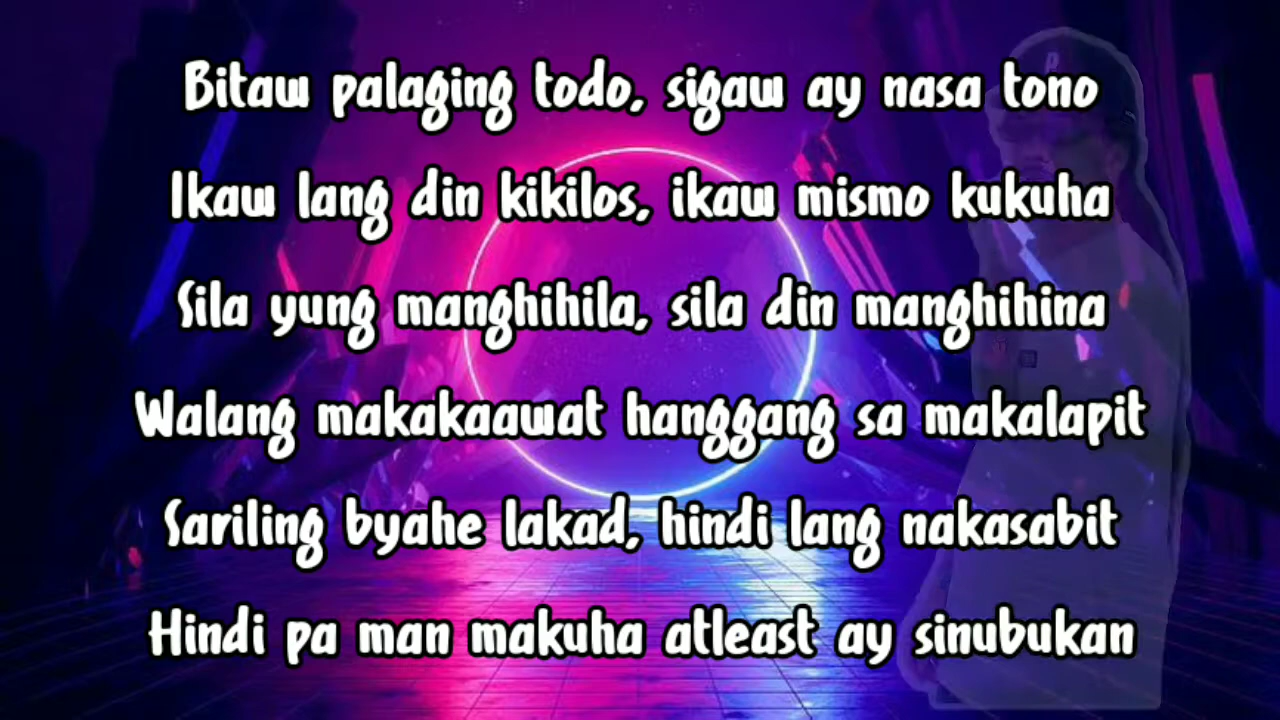 Bitaw palaging todo, sigaw ay nasa tono
Ikaw lang din kikilos, ikaw mismo kukuha
Sila yung manghihila, sila din manghihina
Walang makakaawat hanggang sa makalapit
Sariling byahe lakad, hindi lang nakasabit
Hindi pa man makuha atleast ay sinubukan